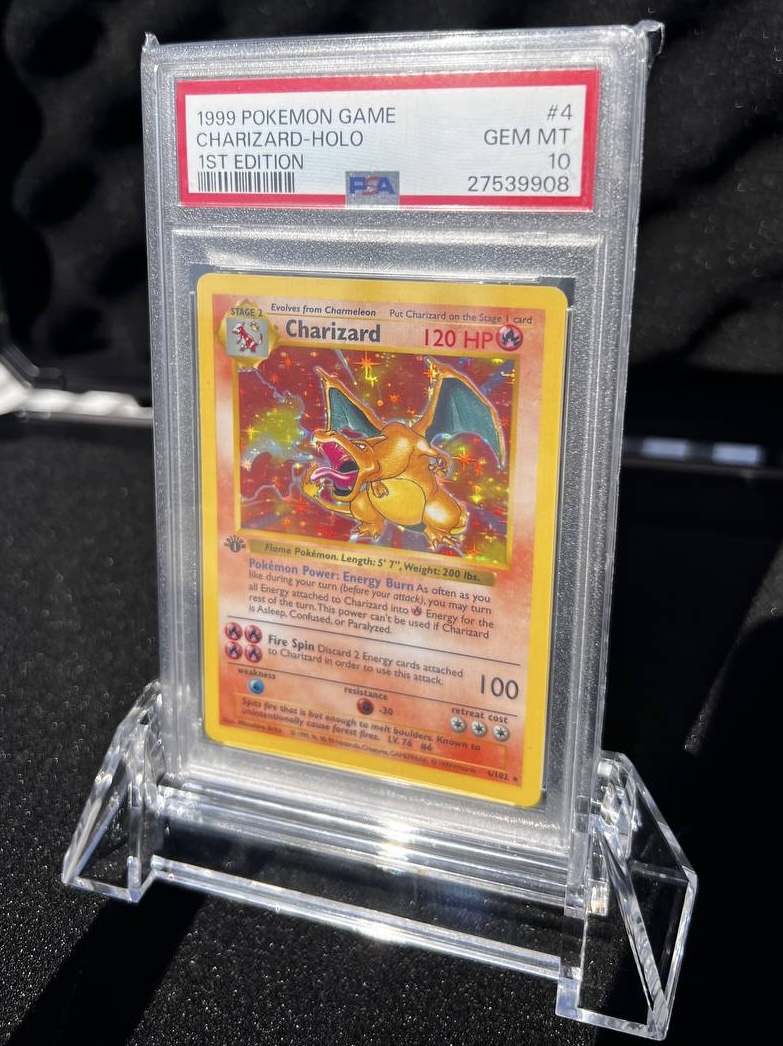 1999 POKEMON GAME #4
CHARIZARD-HOLO GEM MT
1ST EDITION 10
PSA 27539908
STAGE 2 Evolves from Charmeleon Put Charizard on the Stage 1 card
Charizard 120 HP
1
Flame Pokémon. Length: 5' 7", Weight: 200 lbs.
Pokémon Power: Energy Burn As often as you
like during your turn (before your attack), you may turn
all Energy attached to Charizard into Energy for the
rest of the turn. This power can't be used if Charizard
is Asleep, Confused, or Paralyzed.
Fire Spin Discard 2 Energy cards attached
to Charizard in order to use this attack. 100
weakness resistance retreat cost
-30
Spits fire that is hot enough to melt boulders. Known to
unintentionally cause forest fires. LV. 76 #6
4/102